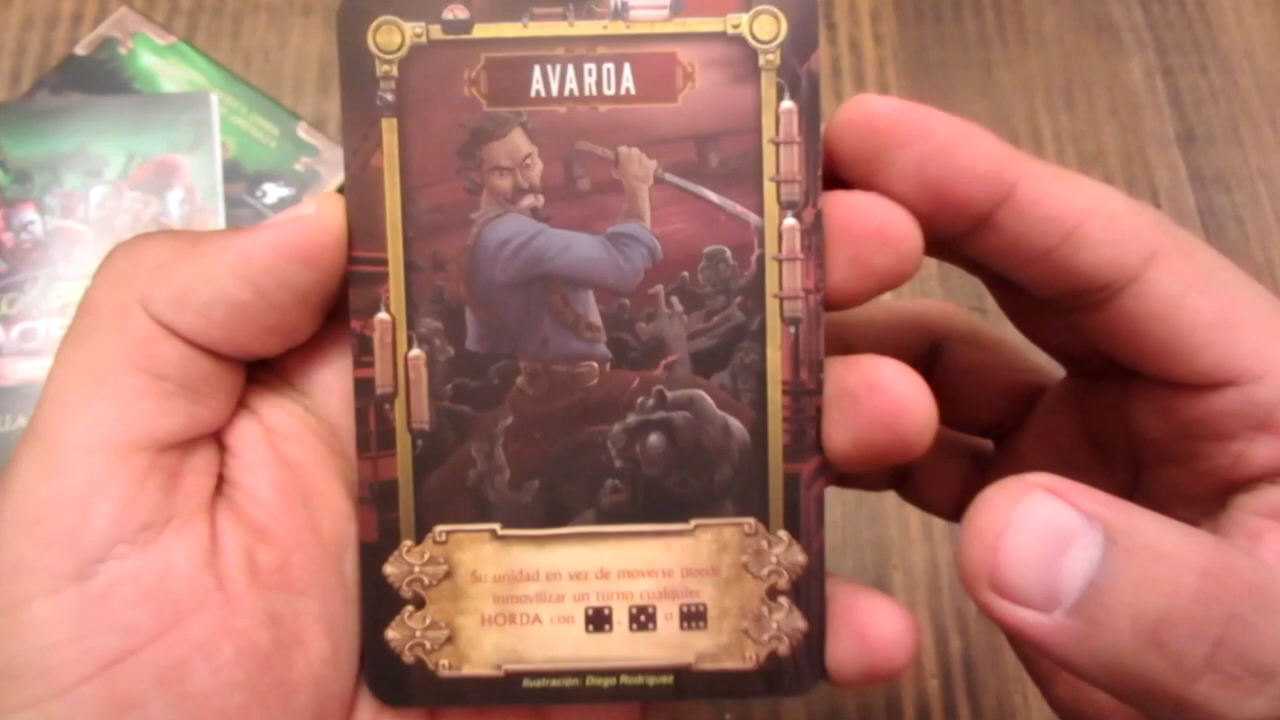 AVAROA
Su unidad en vez de moverse puede
inmovilizar un turno cualquier
HORDA con , o
Ilustración: Diego Rodríguez